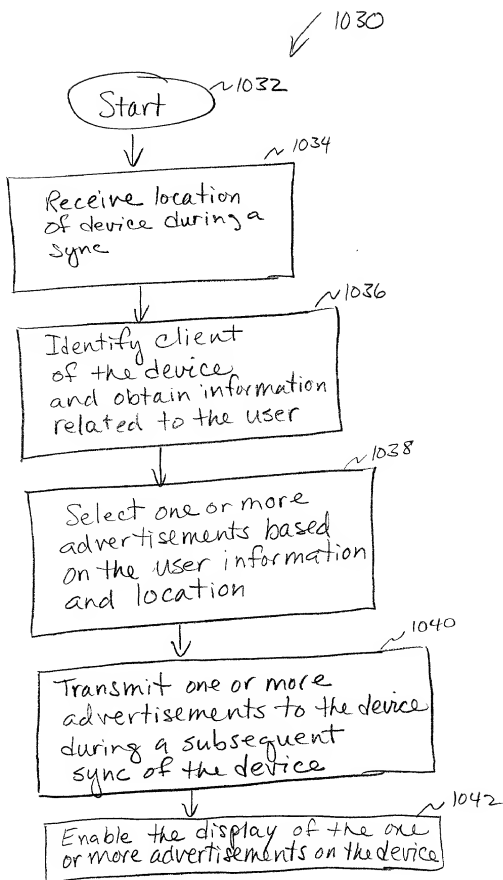 1030
Start
1032
1034
Receive location
of device during a
sync
1036
Identify client
of the device
and obtain information
related to the user
1038
Select one or more
advertisements based
on the user information
and location
1040
Transmit one or more
advertisements to the device
during a subsequent
sync of the device
1042
Enable the display of the one
or more advertisements on the device